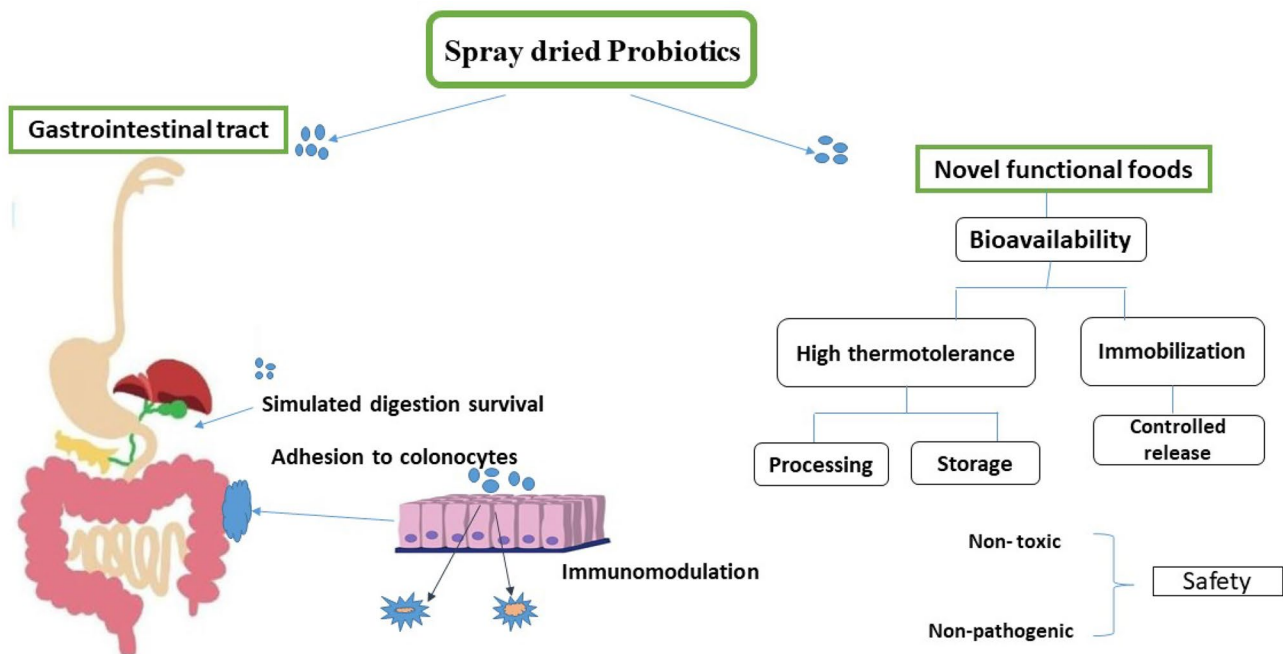 Spray dried Probiotics
Gastrointestinal tract
Novel functional foods
Bioavailability
High thermotolerance
Immobilization
Processing
Storage
Controlled
release
Simulated digestion survival
Adhesion to colonocytes
Immunomodulation
Non- toxic
Safety
Non-pathogenic